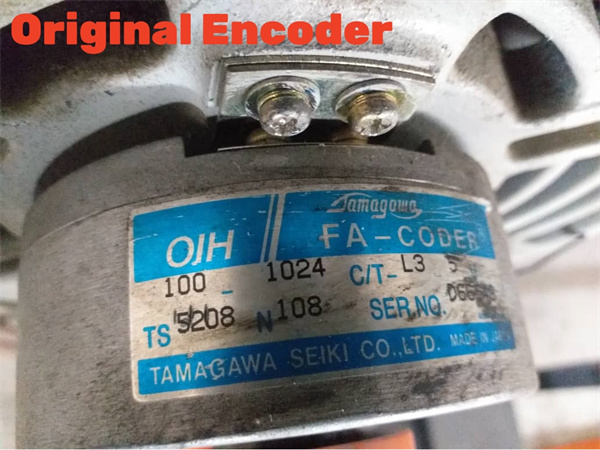 Original Encoder
Tamagawa
OIH FA-CODER
100 - 1024 C/T- L3 5
TS 5208 N 108 SER.NO.
TAMAGAWA SEIKI CO.,LTD. MADE IN JAPAN